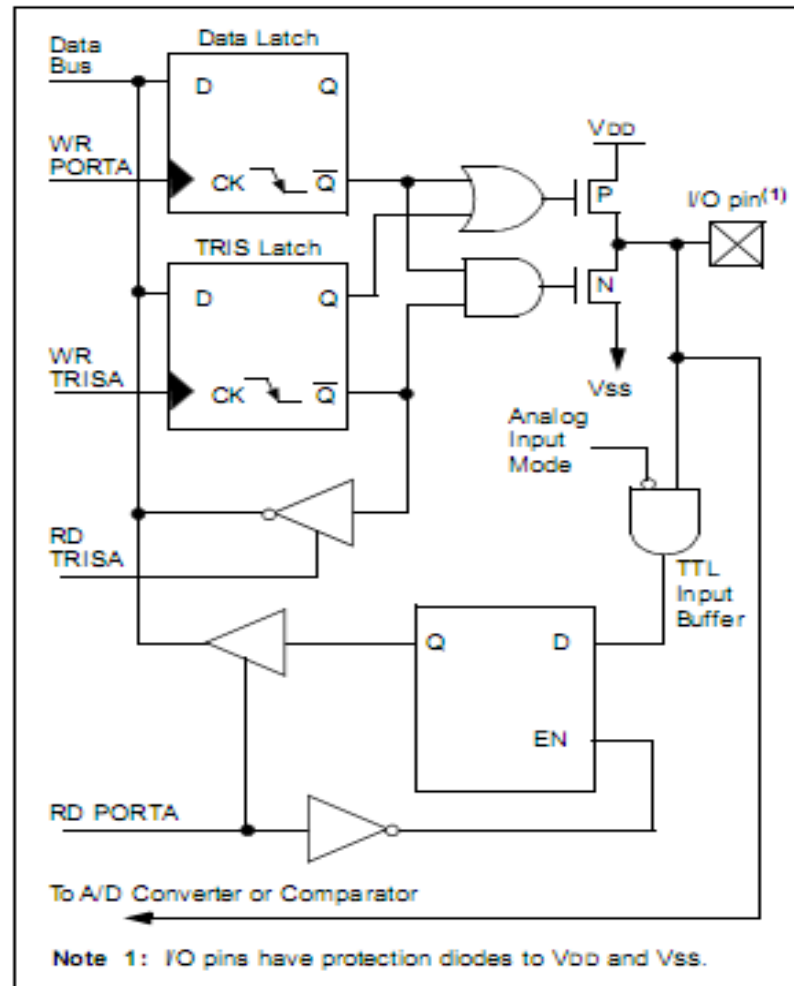 Data Latch
Data
Bus
D Q
WR
PORTA
CK Q
VDD
P
I/O pin(1)
TRIS Latch
D Q
N
WR
TRISA
CK Q
Vss
Analog
Input
Mode
RD
TRISA
TTL
Input
Buffer
Q D
EN
RD PORTA
To A/D Converter or Comparator
Note 1: I/O pins have protection diodes to VDD and Vss.